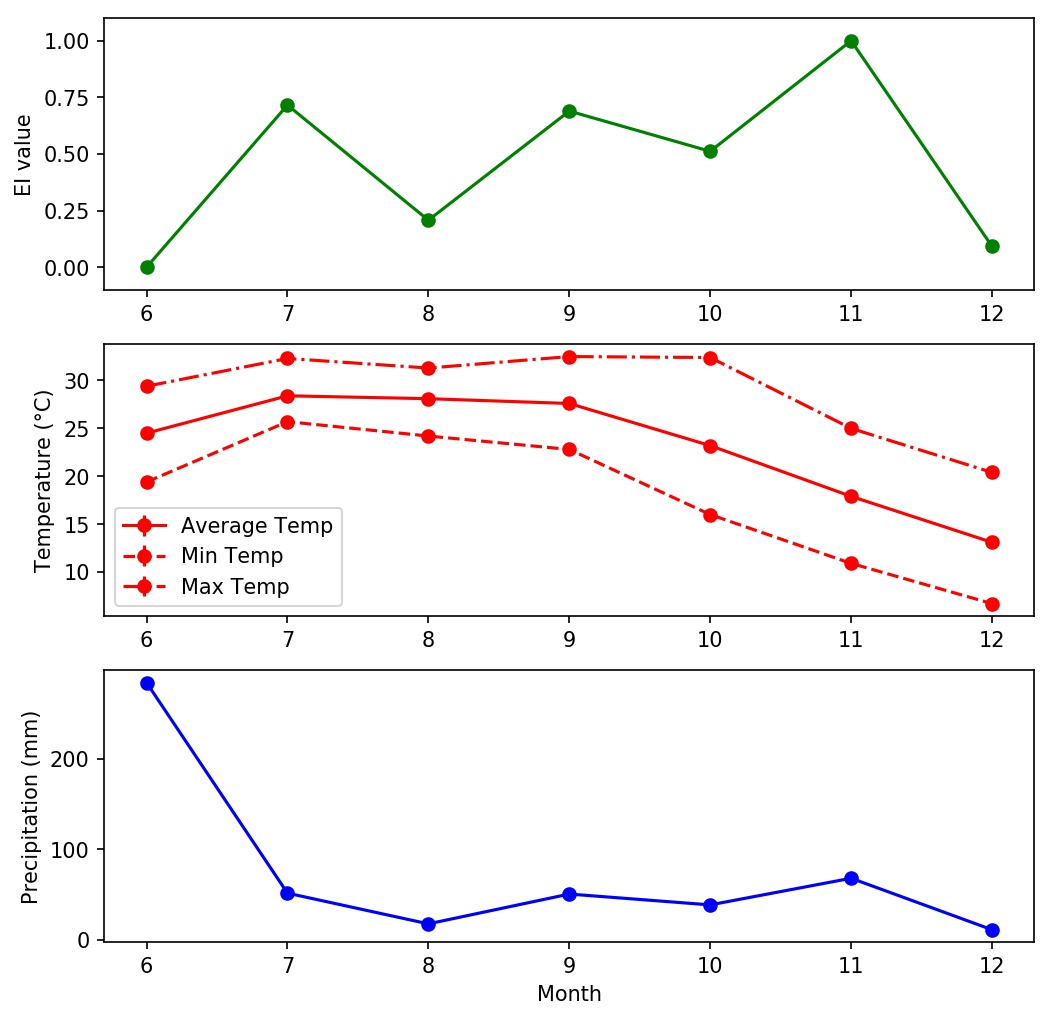 EI value
1.00
0.75
0.50
0.25
0.00
6 7 8 9 10 11 12
Temperature (°C)
30
25
20
15
10
Average Temp
Min Temp
Max Temp
6 7 8 9 10 11 12
Precipitation (mm)
200
100
0
6 7 8 9 10 11 12
Month